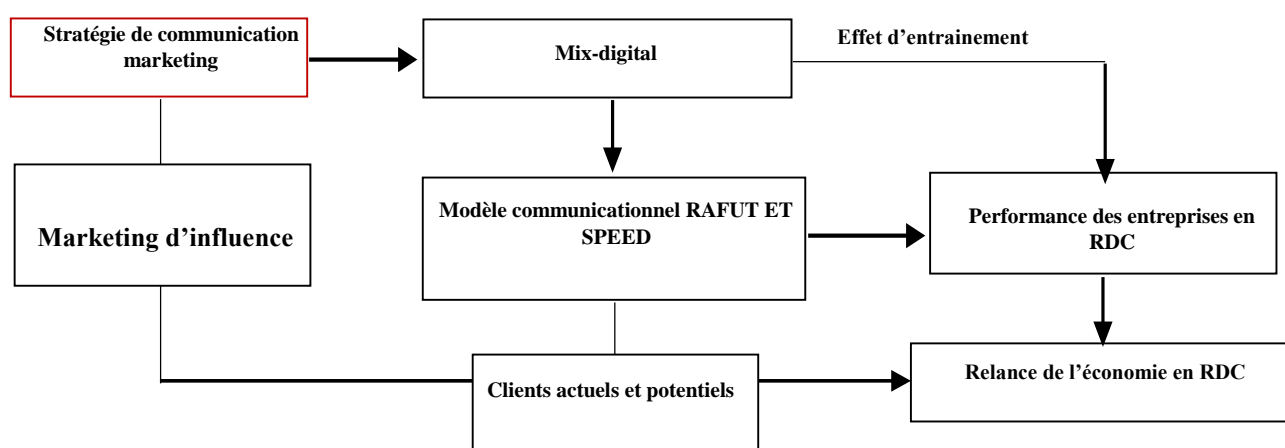 Stratégie de communication
marketing
Mix-digital
Effet d’entrainement
Marketing d’influence
Modèle communicationnel RAFUT ET
SPEED
Performance des entreprises en
RDC
Clients actuels et potentiels
Relance de l’économie en RDC